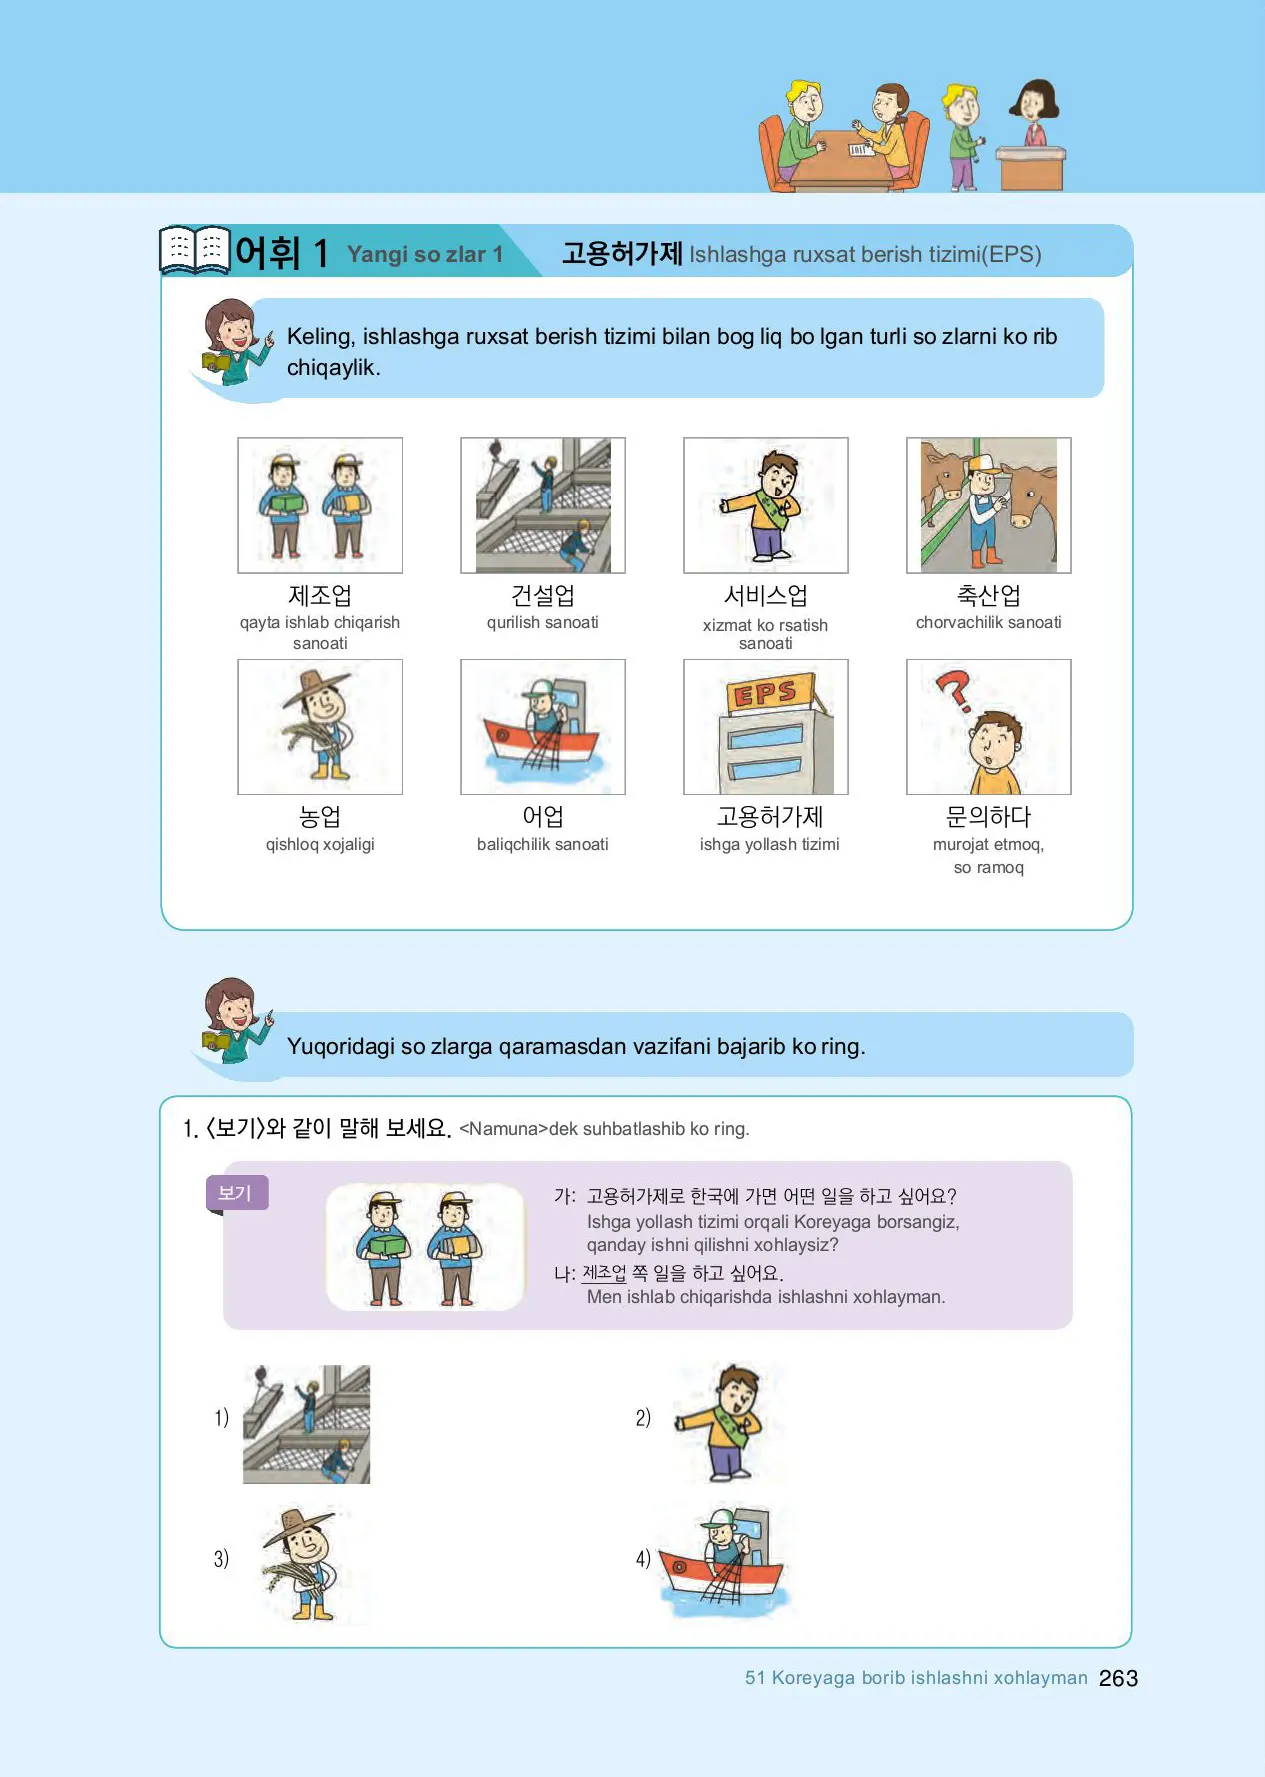 어휘 1 Yangi so zlar 1 고용허가제 Ishlashga ruxsat berish tizimi(EPS)
Keling, ishlashga ruxsat berish tizimi bilan bog liq bo lgan turli so zlarni ko rib
chiqaylik.
제조업
qayta ishlab chiqarish
sanoati
건설업
qurilish sanoati
서비스업
xizmat ko rsatish
sanoati
축산업
chorvachilik sanoati
EPS
농업
qishloq xojaligi
어업
baliqchilik sanoati
고용허가제
ishga yollash tizimi
문의하다
murojat etmoq,
so ramoq
Yuqoridagi so zlarga qaramasdan vazifani bajarib ko ring.
1. <보기>와 같이 말해 보세요. <Namuna>dek suhbatlashib ko ring.
보기
가: 고용허가제로 한국에 가면 어떤 일을 하고 싶어요?
Ishga yollash tizimi orqali Koreyaga borsangiz,
qanday ishni qilishni xohlaysiz?
나: 제조업 쪽 일을 하고 싶어요.
Men ishlab chiqarishda ishlashni xohlayman.
1)
2)
3)
4)
51 Koreyaga borib ishlashni xohlayman 263